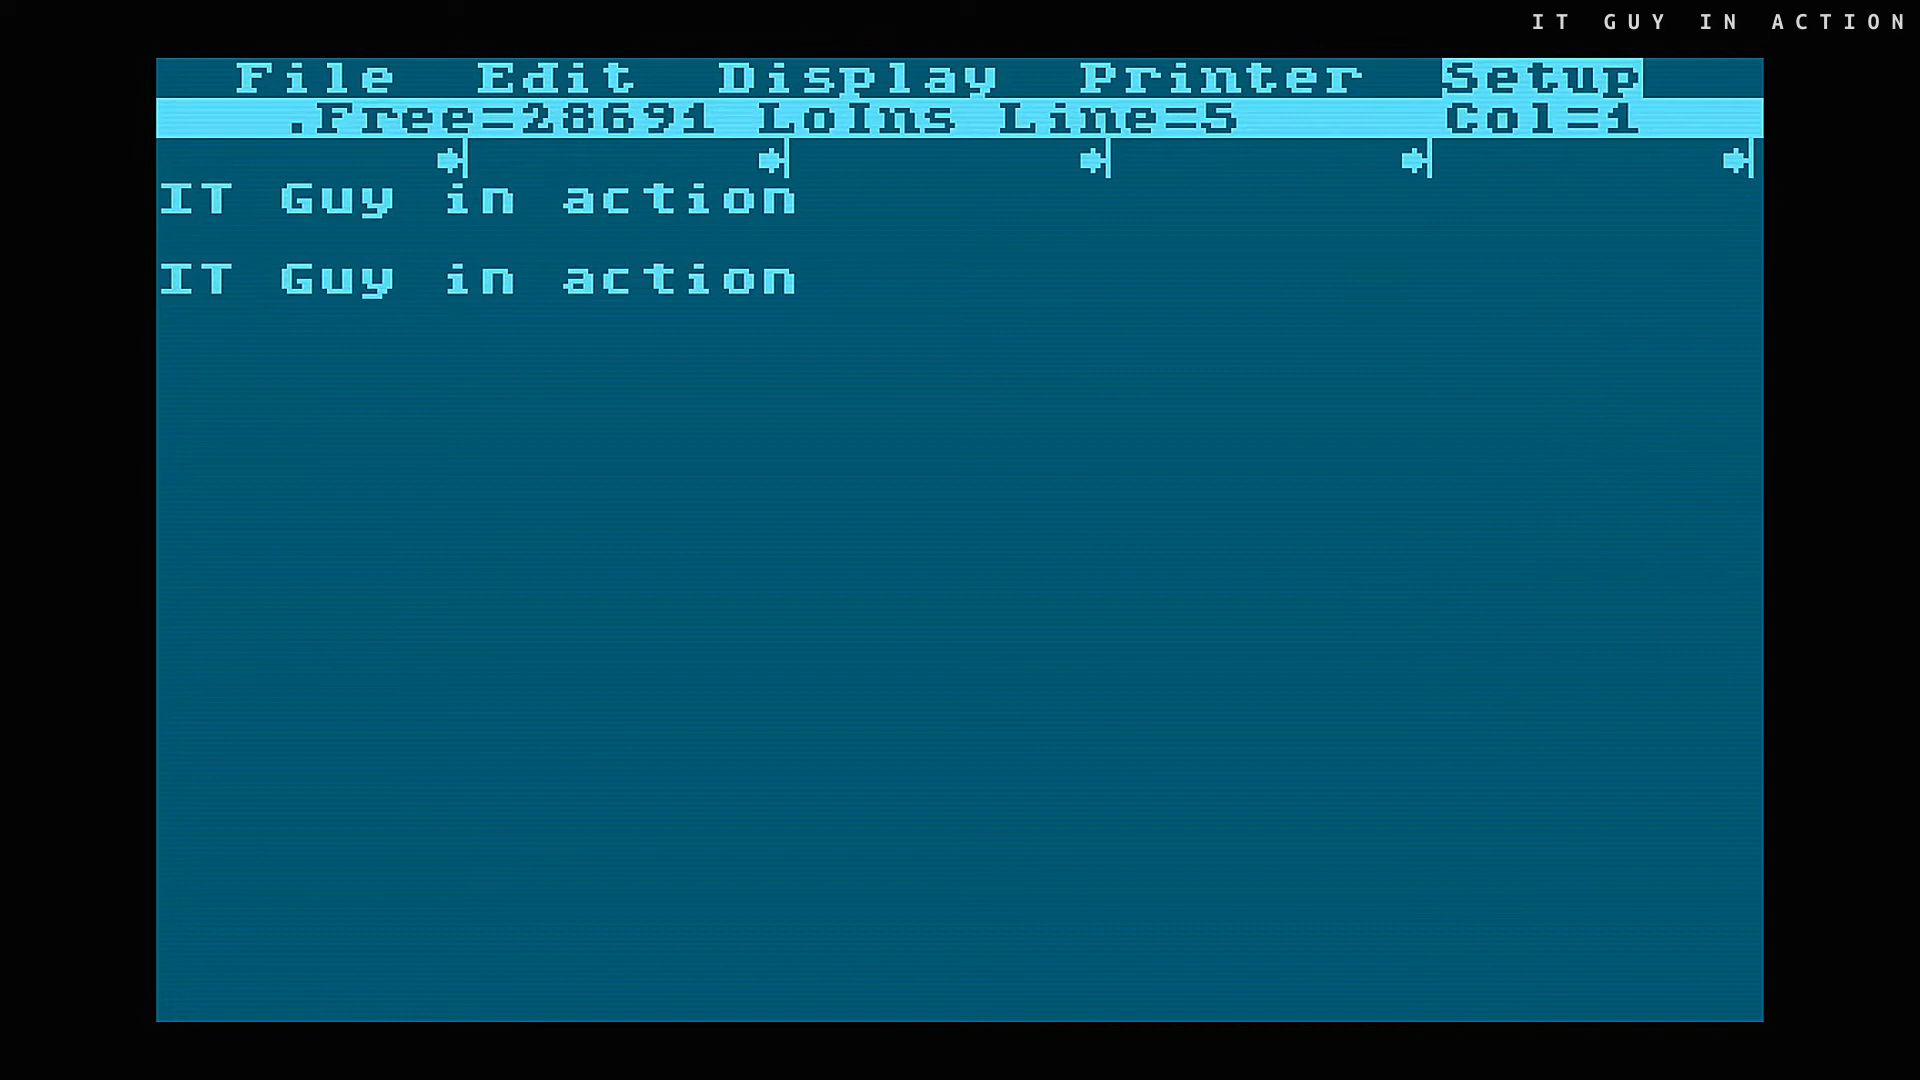 IT GUY IN ACTION
File Edit Display Printer Setup
.Free=28691 LoIns Line=5 Col=1
IT Guy in action
IT Guy in action